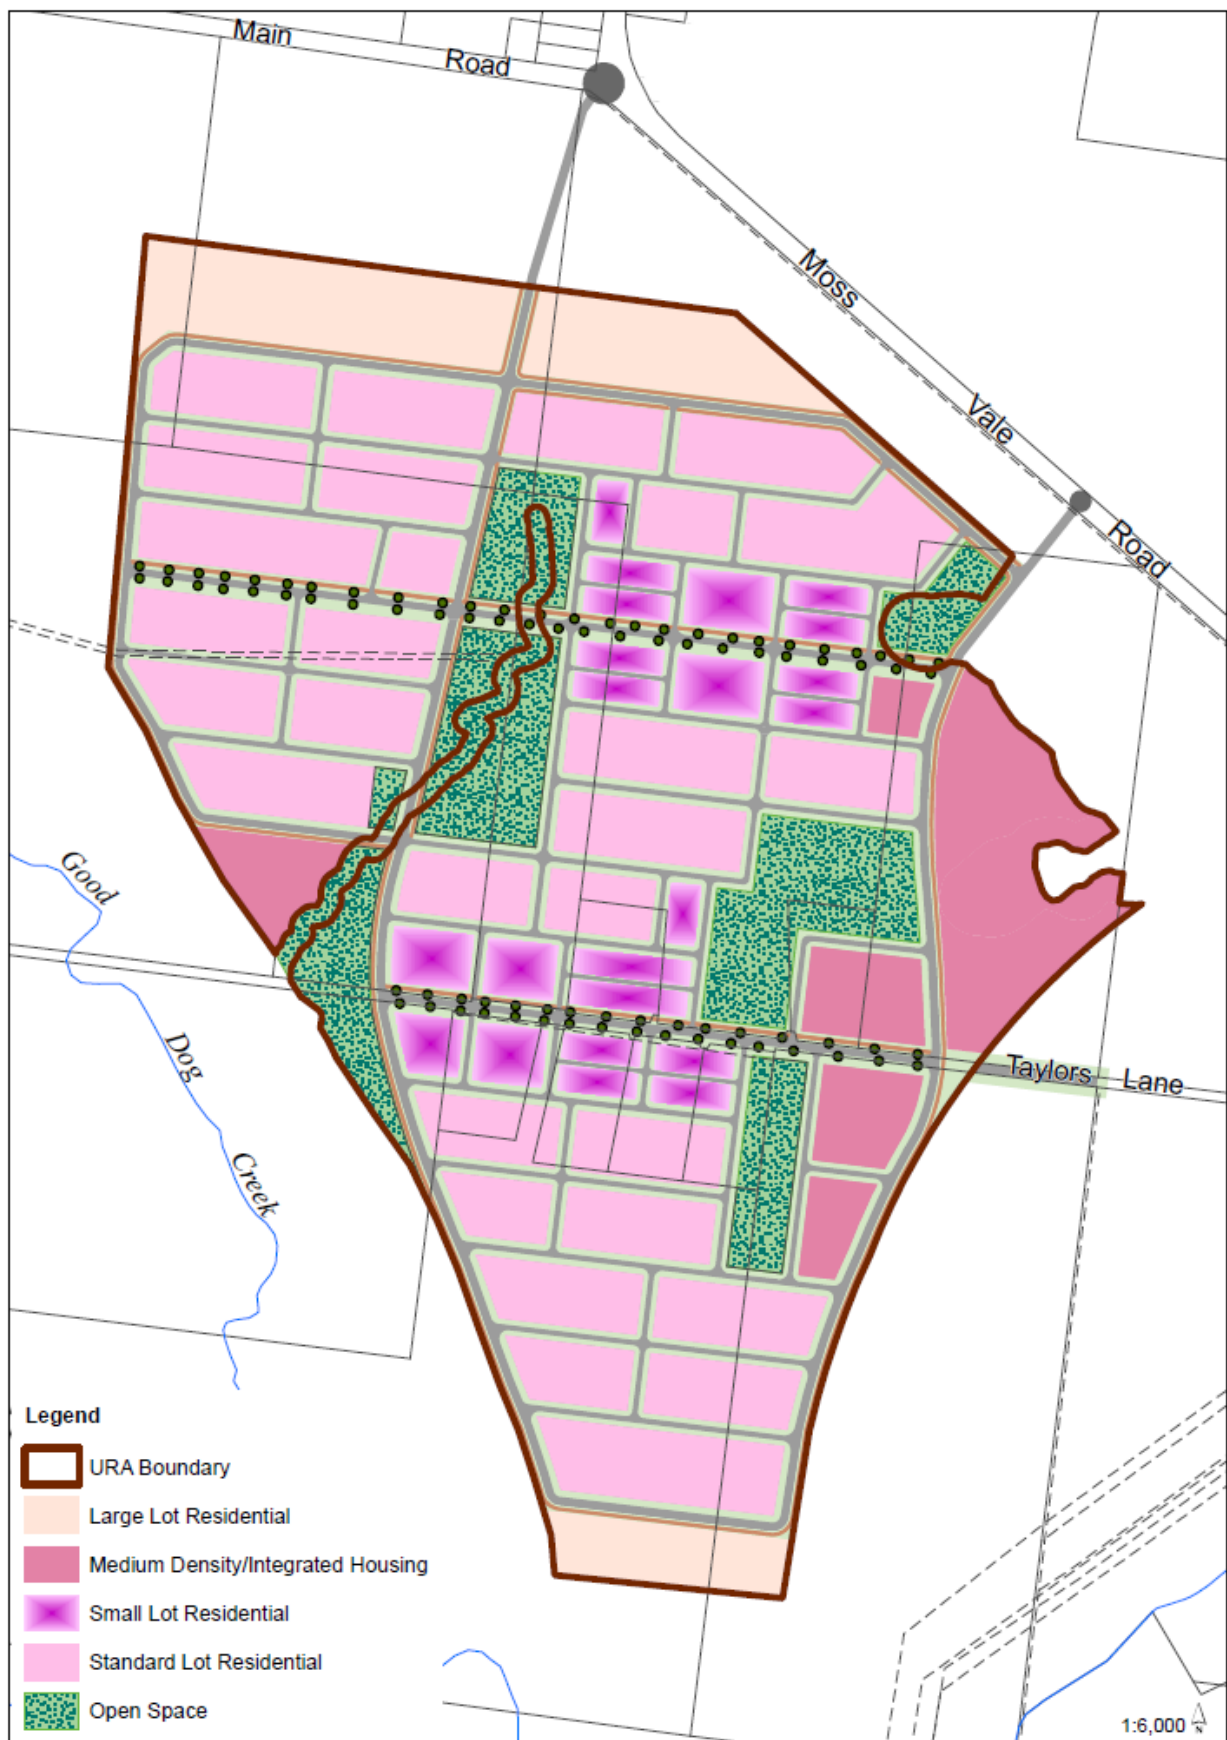 Main Road
Moss Vale Road
Good Dog Creek
Taylors Lane
Legend
URA Boundary
Large Lot Residential
Medium Density/Integrated Housing
Small Lot Residential
Standard Lot Residential
Open Space
1:6,000
N